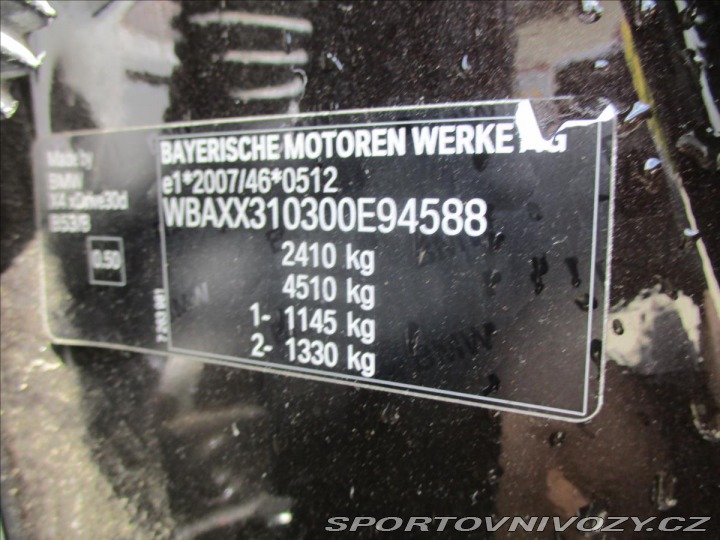 Made by
BMW
X4 xDrive30d
B53/B
0.50
BAYERISCHE MOTOREN WERKE AG
e1*2007/46*0512
WBAXX310300E94588
2410 kg
4510 kg
1- 1145 kg
2- 1330 kg
SPORTOVNIVOZY.CZ